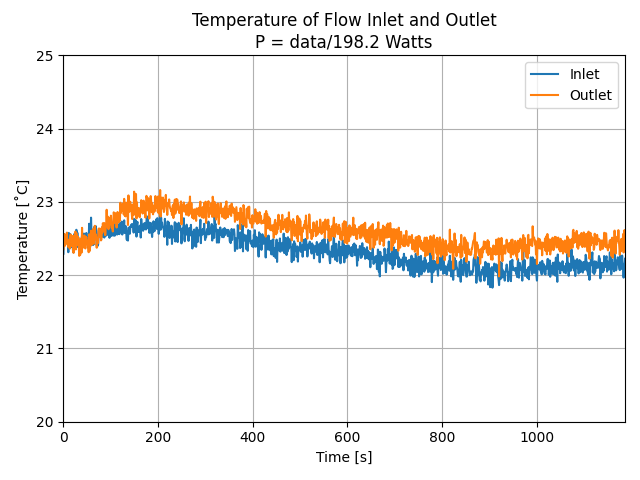 Temperature of Flow Inlet and Outlet
P = data/198.2 Watts
25
24
23
22
21
20
Temperature [˚C]
Inlet
Outlet
0
200
400
600
800
1000
Time [s]